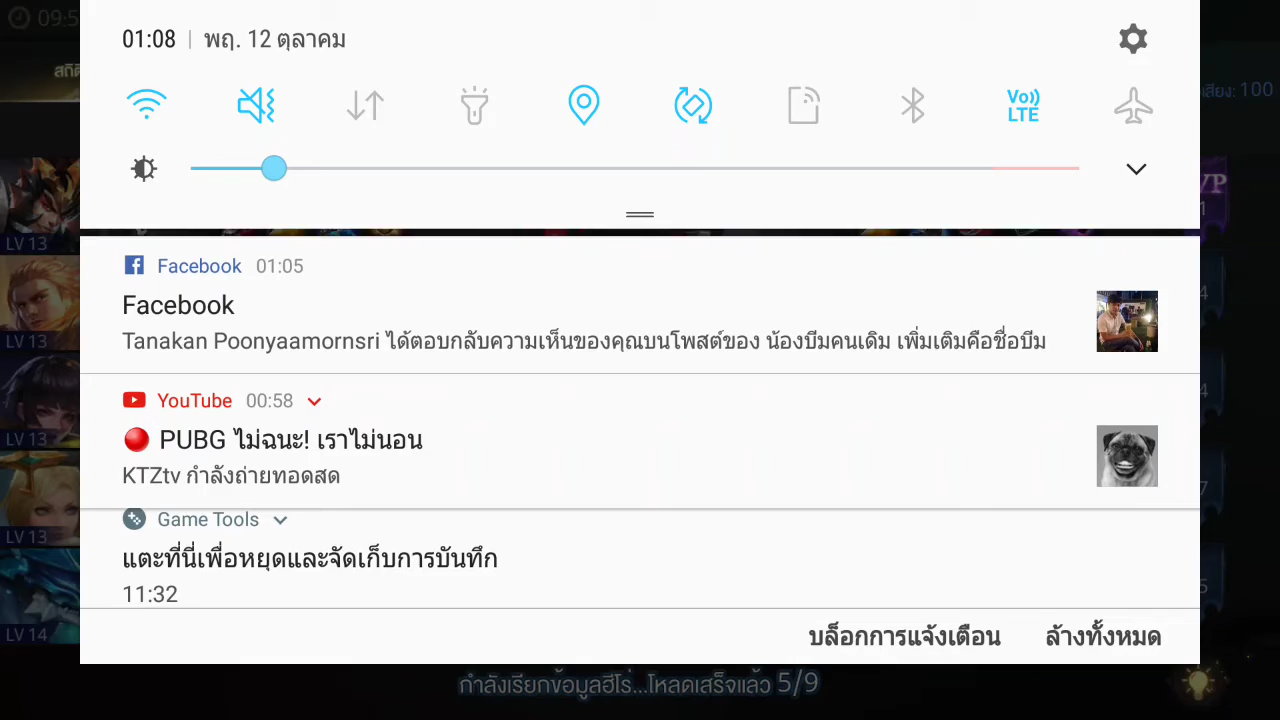 01:08 | พฤ. 12 ตุลาคม
Vo))
LTE
Facebook 01:05
Facebook
Tanakan Poonyaamornsri ได้ตอบกลับความเห็นของคุณบนโพสต์ของ น้องบีมคนเดิม เพิ่มเติมคือชื่อบีม
YouTube 00:58
PUBG ไม่ฉนะ! เราไม่นอน
KTZtv กำลังถ่ายทอดสด
Game Tools
แตะที่นี่เพื่อหยุดและจัดเก็บการบันทึก
11:32
บล็อกการแจ้งเตือน ล้างทั้งหมด
กำลังเรียกข้อมูลฮีโร่...โหลดเสร็จแล้ว 5/9
LV 13
LV 13
LV 13
LV 13
LV 14
เสียง: 100